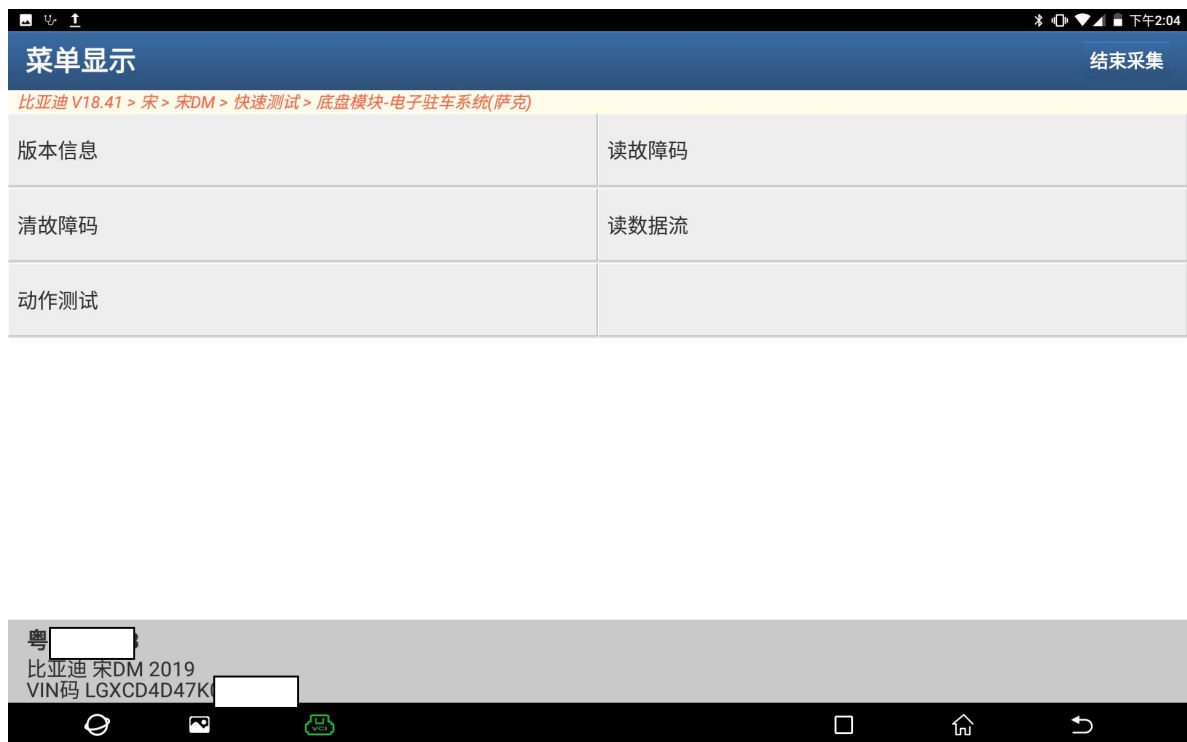 下午2:04
菜单显示
结束采集
比亚迪 V18.41 > 宋 > 宋DM > 快速测试 > 底盘模块-电子驻车系统(萨克)
版本信息
读故障码
清故障码
读数据流
动作测试
粤
比亚迪 宋DM 2019
VIN码 LGXCD4D47K
VCI